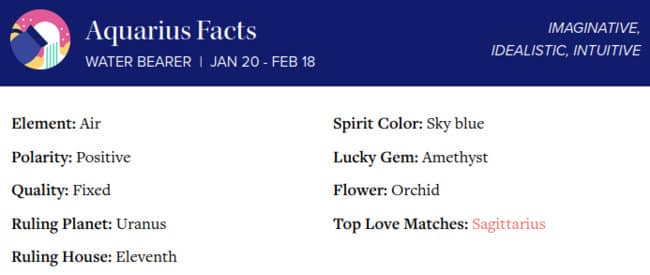 Aquarius Facts
WATER BEARER | JAN 20 - FEB 18
IMAGINATIVE,
IDEALISTIC, INTUITIVE
Element: Air
Polarity: Positive
Quality: Fixed
Ruling Planet: Uranus
Ruling House: Eleventh
Spirit Color: Sky blue
Lucky Gem: Amethyst
Flower: Orchid
Top Love Matches: Sagittarius